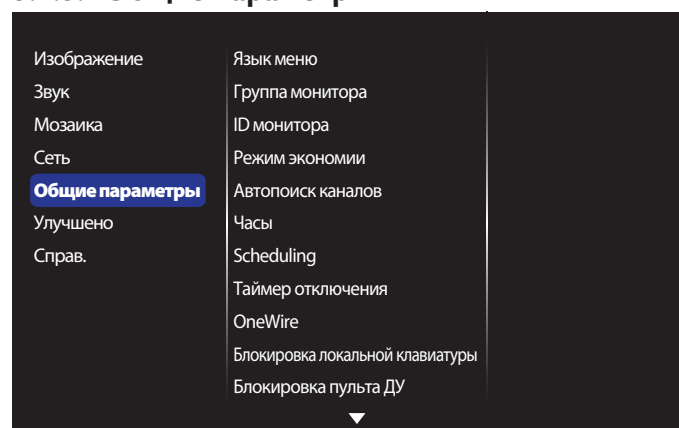 Изображение
Звук
Мозаика
Сеть
Общие параметры
Улучшено
Справ.
Язык меню
Группа монитора
ID монитора
Режим экономии
Автопоиск каналов
Часы
Scheduling
Таймер отключения
OneWire
Блокировка локальной клавиатуры
Блокировка пульта ДУ